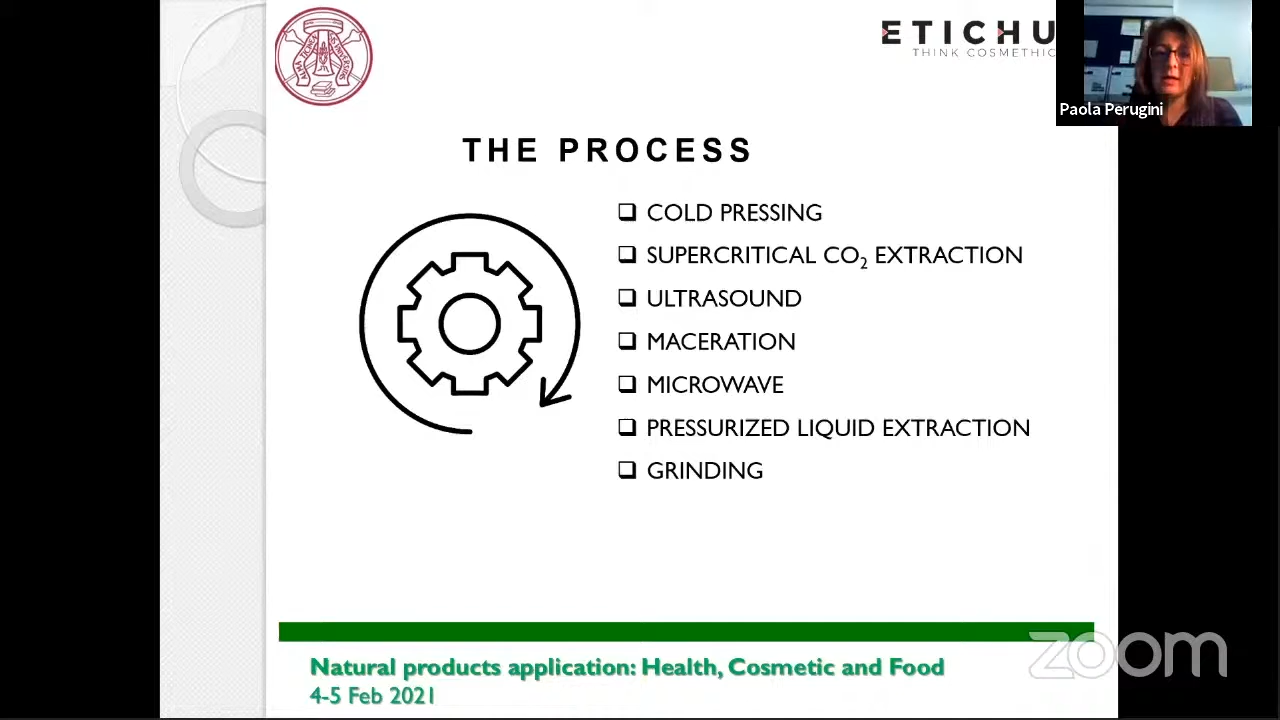 ETICHU
THINK COSMETHIC
Paola Perugini
THE PROCESS
❑ COLD PRESSING
❑ SUPERCRITICAL CO₂ EXTRACTION
❑ ULTRASOUND
❑ MACERATION
❑ MICROWAVE
❑ PRESSURIZED LIQUID EXTRACTION
❑ GRINDING
Natural products application: Health, Cosmetic and Food
4-5 Feb 2021
zoom